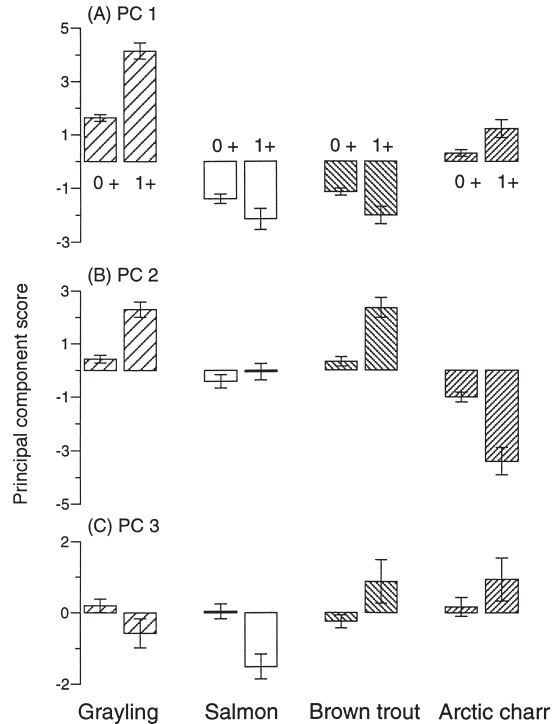 (A) PC 1
5
3
1
-1
-3
0 + 1+
0 + 1+
0 + 1+
0 + 1+
Principal component score
(B) PC 2
3
1
-1
-3
-5
(C) PC 3
2
0
-2
Grayling Salmon Brown trout Arctic charr